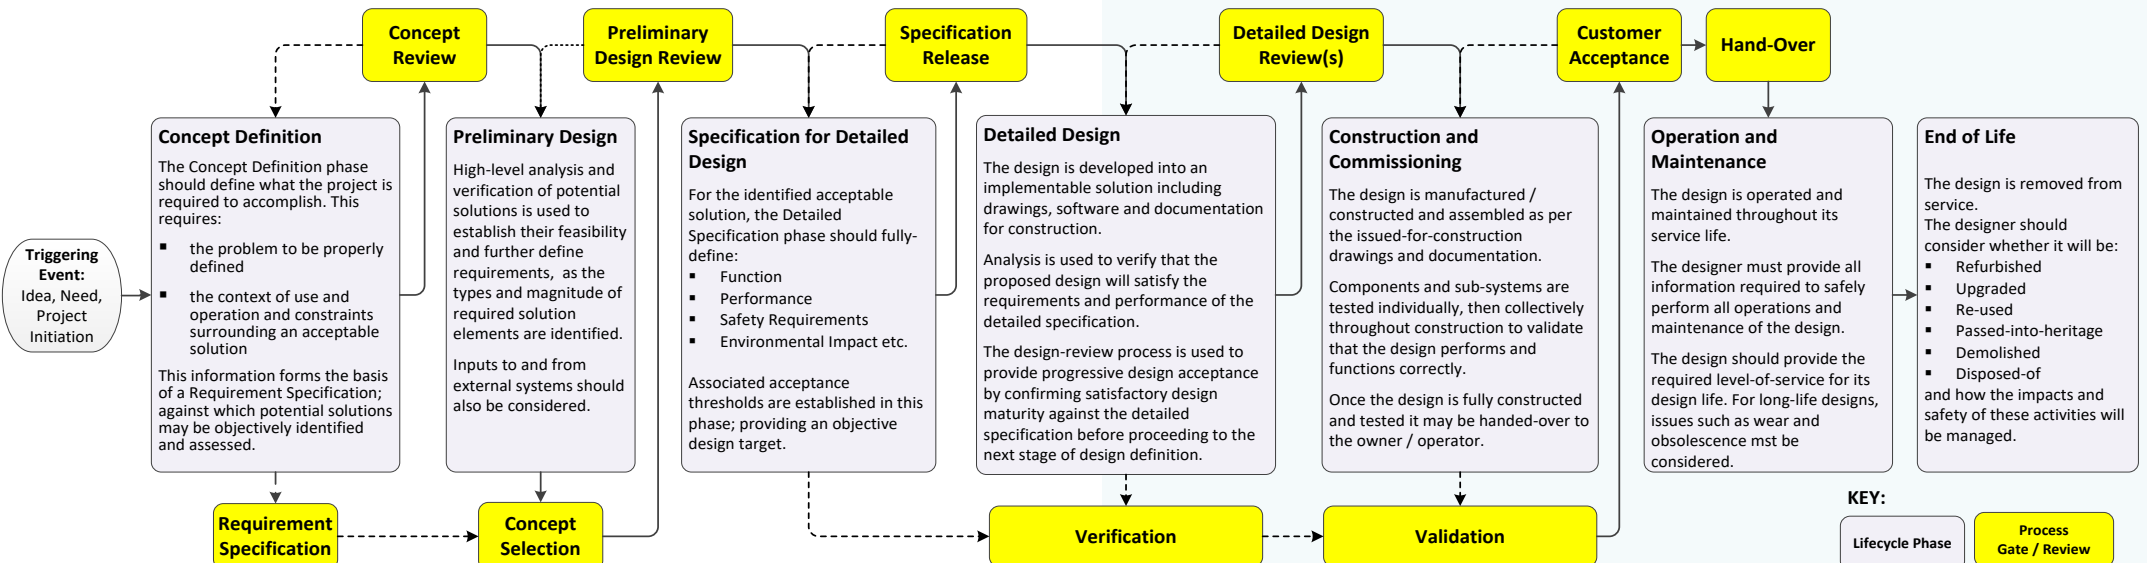 Concept
Review
Preliminary
Design Review
Specification
Release
Detailed Design
Review(s)
Customer
Acceptance
Hand-Over
Triggering
Event:
Idea, Need,
Project
Initiation
Concept Definition
The Concept Definition phase
should define what the project is
required to accomplish. This
requires:
▪ the problem to be properly
defined
▪ the context of use and
operation and constraints
surrounding an acceptable
solution
This information forms the basis
of a Requirement Specification;
against which potential solutions
may be objectively identified
and assessed.
Preliminary Design
High-level analysis and
verification of potential
solutions is used to
establish their feasibility
and further define
requirements, as the
types and magnitude of
required solution
elements are identified.
Inputs to and from
external systems should
also be considered.
Specification for Detailed
Design
For the identified acceptable
solution, the Detailed
Specification phase should fully-
define:
▪ Function
▪ Performance
▪ Safety Requirements
▪ Environmental Impact etc.
Associated acceptance
thresholds are established in this
phase; providing an objective
design target.
Detailed Design
The design is developed into an
implementable solution including
drawings, software and documentation
for construction.
Analysis is used to verify that the
proposed design will satisfy the
requirements and performance of the
detailed specification.
The design-review process is used to
provide progressive design acceptance
by confirming satisfactory design
maturity against the detailed
specification before proceeding to the
next stage of design definition.
Construction and
Commissioning
The design is manufactured /
constructed and assembled as per
the issued-for-construction
drawings and documentation.
Components and sub-systems are
tested individually, then collectively
throughout construction to validate
that the design performs and
functions correctly.
Once the design is fully constructed
and tested it may be handed-over to
the owner / operator.
Operation and
Maintenance
The design is operated and
maintained throughout its
service life.
The designer must provide all
information required to safely
perform all operations and
maintenance of the design.
The design should provide the
required level-of-service for its
design life. For long-life designs,
issues such as wear and
obsolescence mst be
considered.
End of Life
The design is removed from
service.
The designer should
consider whether it will be:
▪ Refurbished
▪ Upgraded
▪ Re-used
▪ Passed-into-heritage
▪ Demolished
▪ Disposed-of
and how the impacts and
safety of these activities will
be managed.
Requirement
Specification
Concept
Selection
Verification
Validation
KEY:
Lifecycle Phase
Process
Gate / Review